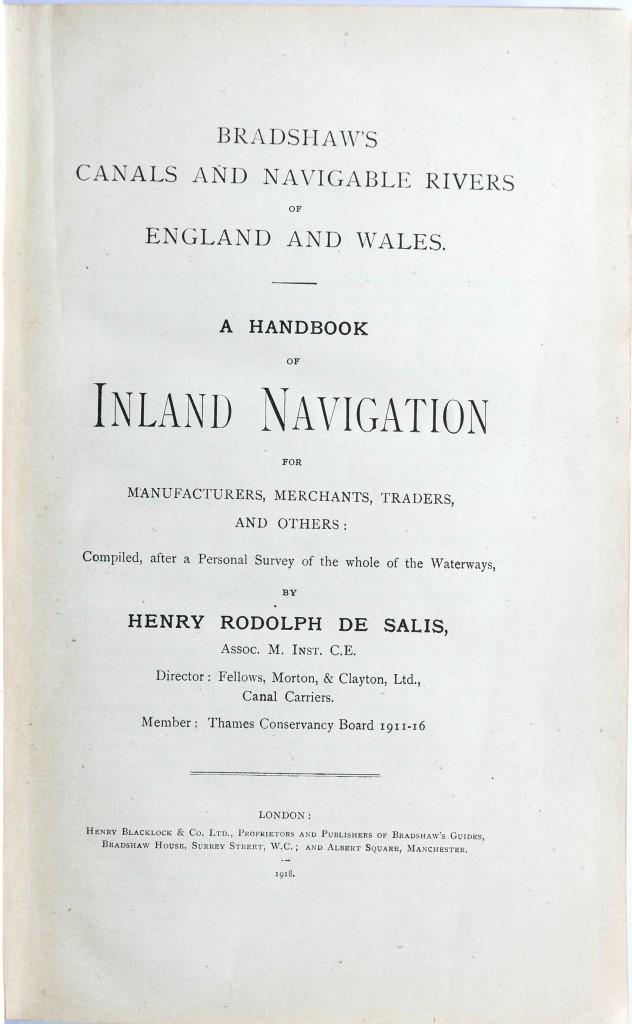 BRADSHAW'S
CANALS AND NAVIGABLE RIVERS
OF
ENGLAND AND WALES.
A HANDBOOK
OF
INLAND NAVIGATION
FOR
MANUFACTURERS, MERCHANTS, TRADERS,
AND OTHERS:
Compiled, after a Personal Survey of the whole of the Waterways,
BY
HENRY RODOLPH DE SALIS,
ASSOC. M. INST. C.E.
Director: Fellows, Morton, & Clayton, Ltd.,
Canal Carriers.
Member: Thames Conservancy Board 1911-16
LONDON:
HENRY BLACKLOCK & CO. LTD., PROPRIETORS AND PUBLISHERS OF BRADSHAW'S GUIDES,
BRADSHAW HOUSE, SURREY STREET, W.C.; AND ALBERT SQUARE, MANCHESTER.
1918.